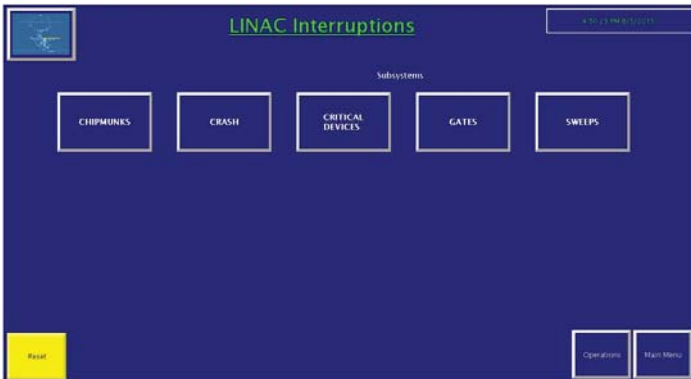 LINAC Interruptions
Subsystems
CHIPMUNKS
CRASH
CRITICAL
DEVICES
GATES
SWEEPS
Reset
Operations
Main Menu